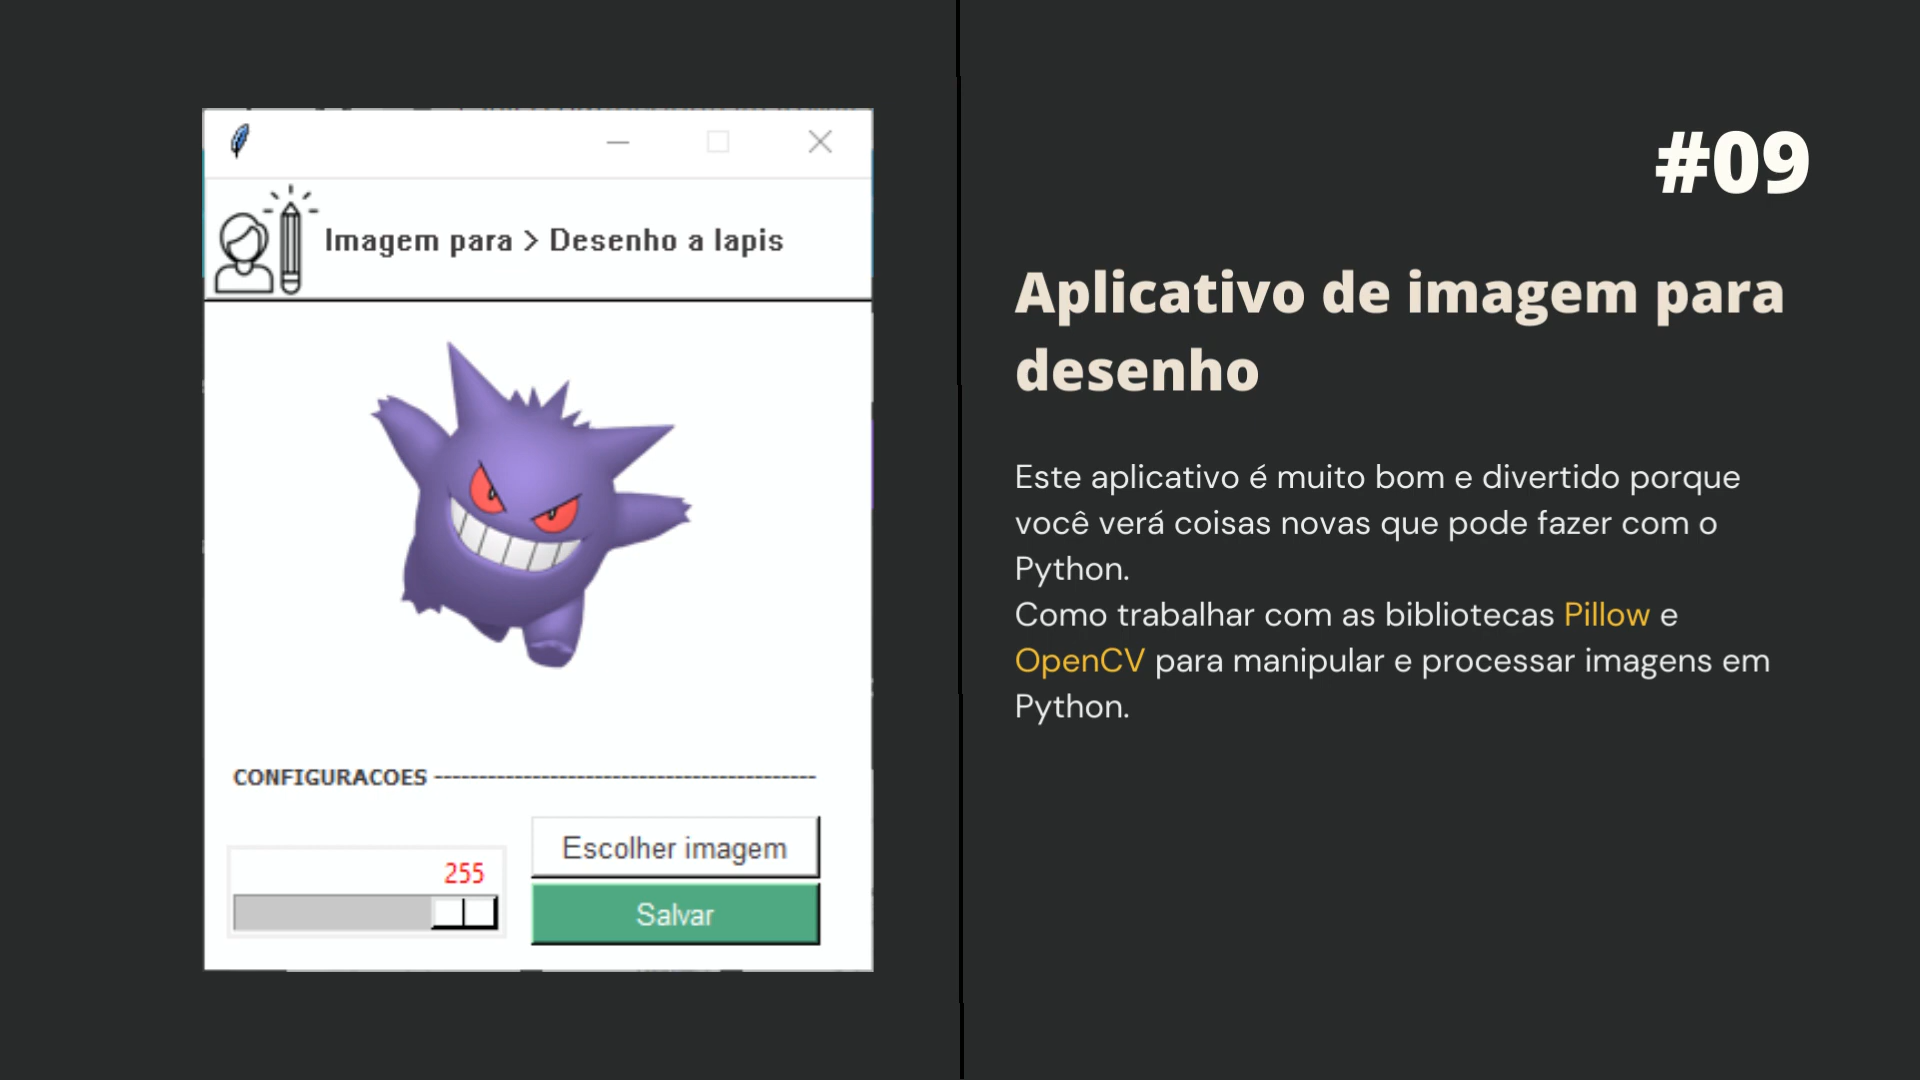 Imagem para > Desenho a lapis
CONFIGURACOES ------------------------------------------
255
Escolher imagem
Salvar
#09
Aplicativo de imagem para
desenho
Este aplicativo é muito bom e divertido porque
você verá coisas novas que pode fazer com o
Python.
Como trabalhar com as bibliotecas Pillow e
OpenCV para manipular e processar imagens em
Python.